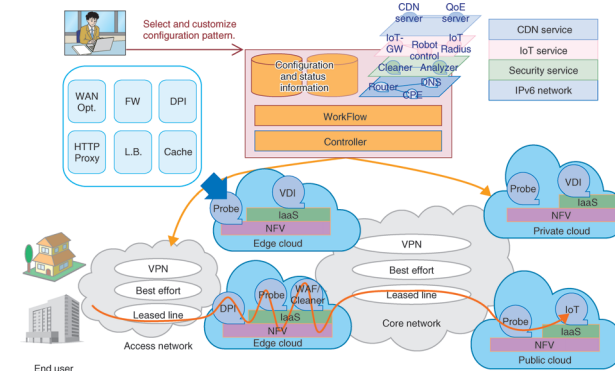 Select and customize
configuration pattern.
CDN
server
QoE
server
IoT-
GW
Robot
control
IoT
Radius
Cleaner
Analyzer
Router
DNS
CPE
Configuration
and status
information
WorkFlow
Controller
CDN service
IoT service
Security service
IPv6 network
WAN
Opt.
FW
DPI
HTTP
Proxy
L.B.
Cache
Probe
VDI
IaaS
NFV
Edge cloud
Probe
VDI
IaaS
NFV
Private cloud
VPN
Best effort
Leased line
Access network
DPI
Probe
WAF/
Cleaner
IaaS
NFV
Edge cloud
VPN
Best effort
Leased line
Core network
Probe
IoT
IaaS
NFV
Public cloud
End user